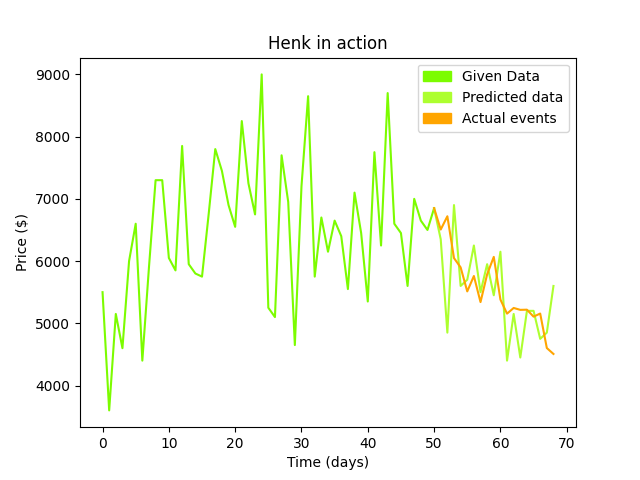 Henk in action
Given Data
Predicted data
Actual events
Price ($)
9000
8000
7000
6000
5000
4000
0 10 20 30 40 50 60 70
Time (days)